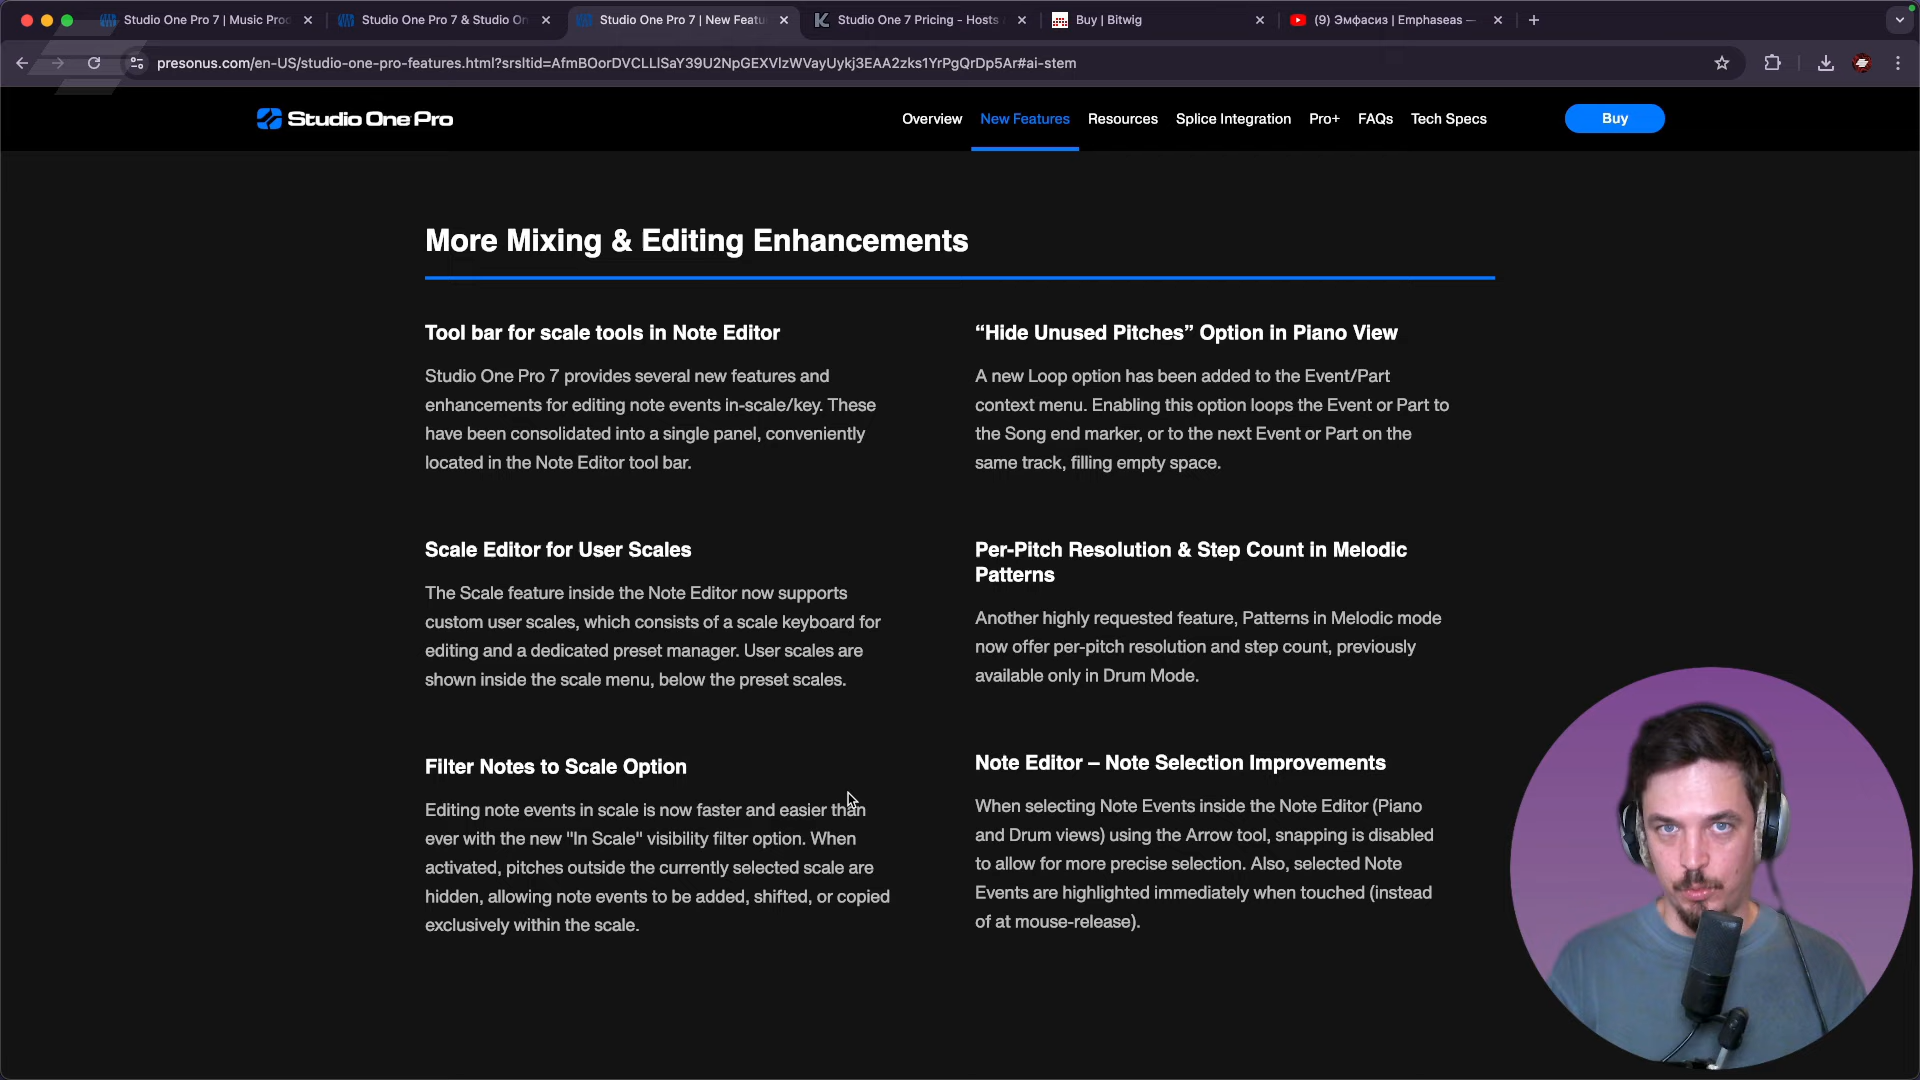 Studio One Pro 7 | Music Pro
Studio One Pro 7 & Studio On
Studio One Pro 7 | New Featu
Studio One 7 Pricing - Hosts
Buy | Bitwig
(9) Эмфасиз | Emphaseas —
presonus.com/en-US/studio-one-pro-features.html?srsltid=AfmBOorDVCLLlSaY39U2NpGEXVlzWVayUykj3EAA2zks1YrPgQrDp5Ar#ai-stem
Studio One Pro
Overview
New Features
Resources
Splice Integration
Pro+
FAQs
Tech Specs
Buy
More Mixing & Editing Enhancements
Tool bar for scale tools in Note Editor
Studio One Pro 7 provides several new features and
enhancements for editing note events in-scale/key. These
have been consolidated into a single panel, conveniently
located in the Note Editor tool bar.
“Hide Unused Pitches” Option in Piano View
A new Loop option has been added to the Event/Part
context menu. Enabling this option loops the Event or Part to
the Song end marker, or to the next Event or Part on the
same track, filling empty space.
Scale Editor for User Scales
The Scale feature inside the Note Editor now supports
custom user scales, which consists of a scale keyboard for
editing and a dedicated preset manager. User scales are
shown inside the scale menu, below the preset scales.
Per-Pitch Resolution & Step Count in Melodic
Patterns
Another highly requested feature, Patterns in Melodic mode
now offer per-pitch resolution and step count, previously
available only in Drum Mode.
Filter Notes to Scale Option
Editing note events in scale is now faster and easier than
ever with the new "In Scale" visibility filter option. When
activated, pitches outside the currently selected scale are
hidden, allowing note events to be added, shifted, or copied
exclusively within the scale.
Note Editor – Note Selection Improvements
When selecting Note Events inside the Note Editor (Piano
and Drum views) using the Arrow tool, snapping is disabled
to allow for more precise selection. Also, selected Note
Events are highlighted immediately when touched (instead
of at mouse-release).